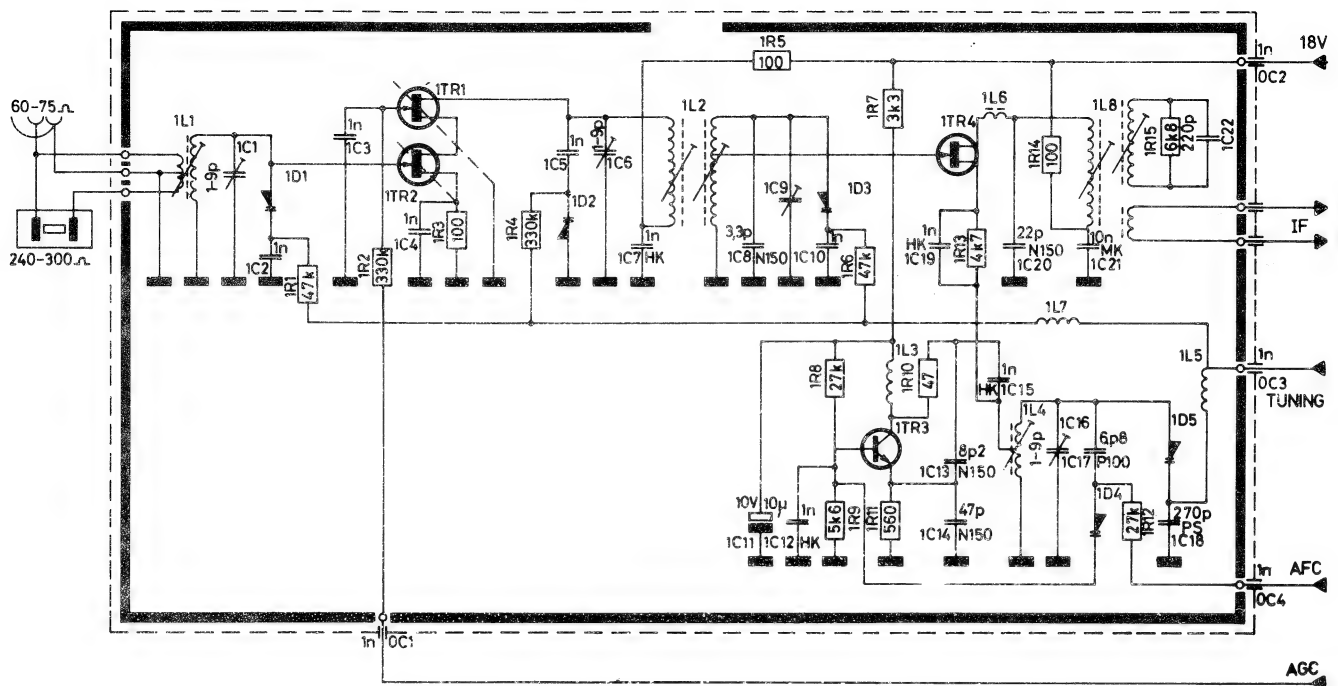 60-75Ω
240-300Ω
1L1
1C1
1-9p
1D1
1n
1C2
1R1
47k
1n
1C3
1TR1
1TR2
1R2
330k
1n
1C4
1R3
100
1R4
330k
1n
1C5
1D2
1-9p
1C6
1n
1C7
HK
1L2
1R5
100
3,3p
1C8
N150
1C9
1D3
1n
1C10
1R6
47k
1R7
3k3
1TR4
1L6
1n
HK
1C19
1R13
4k7
22p
N150
1C20
1R14
100
10n
MK
1C21
1L8
1R15
6k8
220p
1C22
1n
0C2
18V
IF
1L7
1L5
1n
0C3
TUNING
10V
10µ
1C11
1n
1C12
HK
1R8
27k
5k6
1R9
1L3
1R10
47
1TR3
1R11
560
8p2
1C13
N150
47p
1C14
N150
1n
HK
1C15
1L4
1-9p
1C16
1C17
6,p8
P100
1D4
27k
1R12
1D5
270p
PS
1C18
1n
0C4
AFC
1n
0C1
AGC